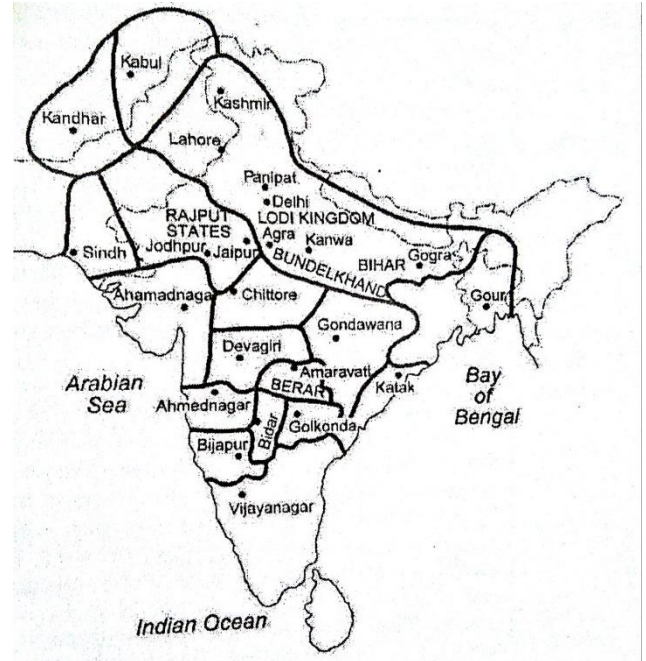 Kabul
Kandhar
Kashmir
Lahore
Panipat
Delhi
LODI KINGDOM
RAJPUT
STATES
Agra
Kanwa
Sindh
Jodhpur
Jaipur
BUNDELKHAND
BIHAR
Gogra
Ahamadnaga
Chittore
Gour
Gondawana
Devagiri
Amaravati
Arabian
Sea
BERAR
Katak
Bay
of
Bengal
Ahmednagar
Bidar
Golkonda
Bijapur
Vijayanagar
Indian Ocean